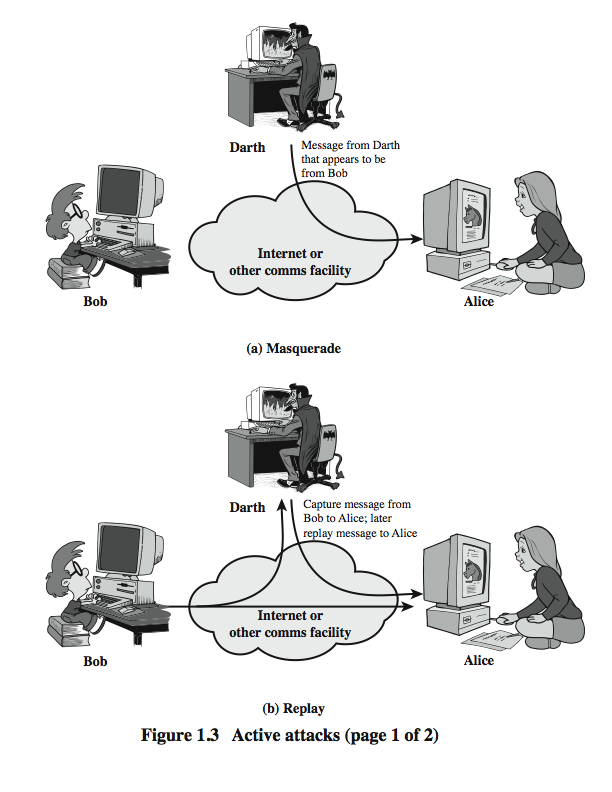 Darth
Message from Darth
that appears to be
from Bob
Internet or
other comms facility
Bob
Alice
(a) Masquerade
Darth
Capture message from
Bob to Alice; later
replay message to Alice
Internet or
other comms facility
Bob
Alice
(b) Replay
Figure 1.3 Active attacks (page 1 of 2)